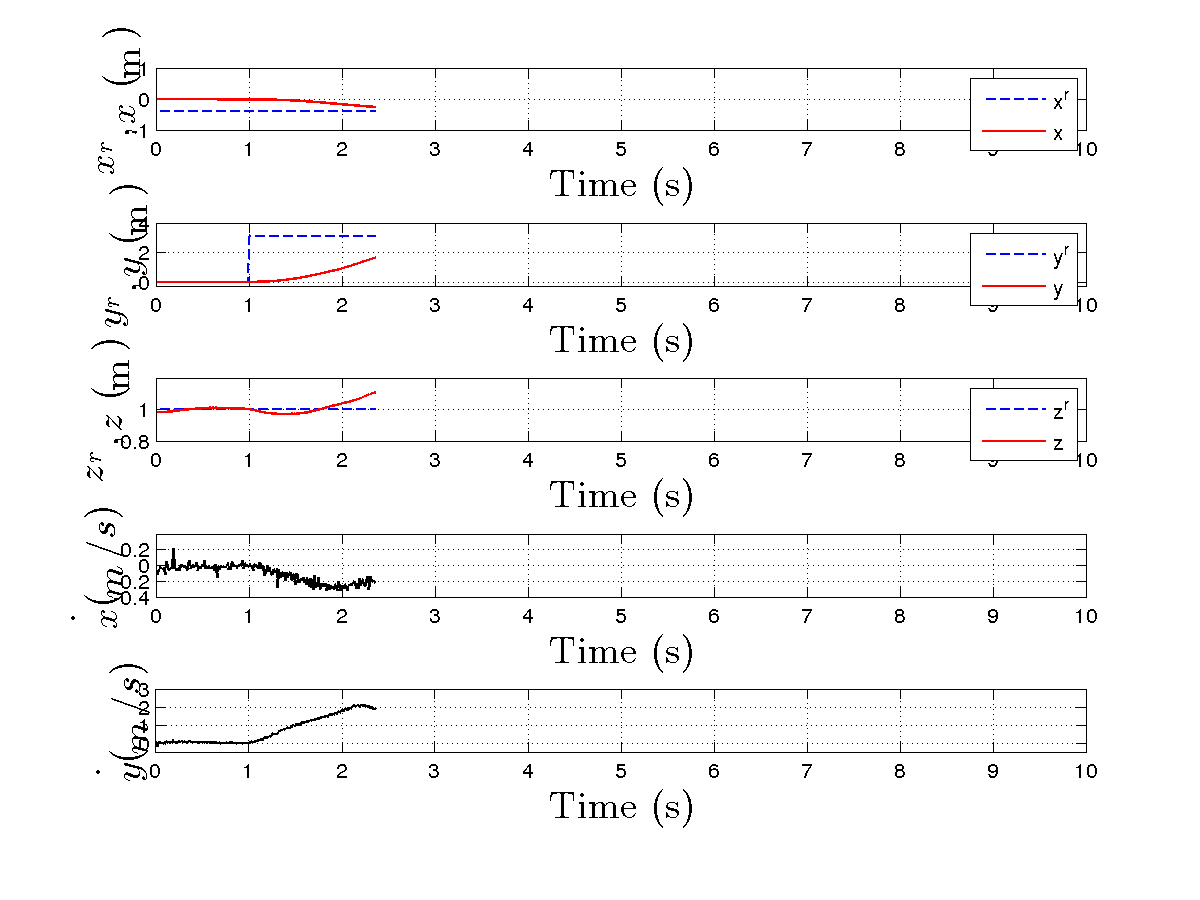 x^r, x (m)
1
0
-1
0 1 2 3 4 5 6 7 8 9 10
Time (s)
x^r
x
y^r, y (m)
4
2
0
0 1 2 3 4 5 6 7 8 9 10
Time (s)
y^r
y
z^r, z (m)
1
0.8
0 1 2 3 4 5 6 7 8 9 10
Time (s)
z^r
z
ẋ(m/s)
0.2
0
-0.2
-0.4
0 1 2 3 4 5 6 7 8 9 10
Time (s)
ẏ(m/s)
3
2
1
0
0 1 2 3 4 5 6 7 8 9 10
Time (s)